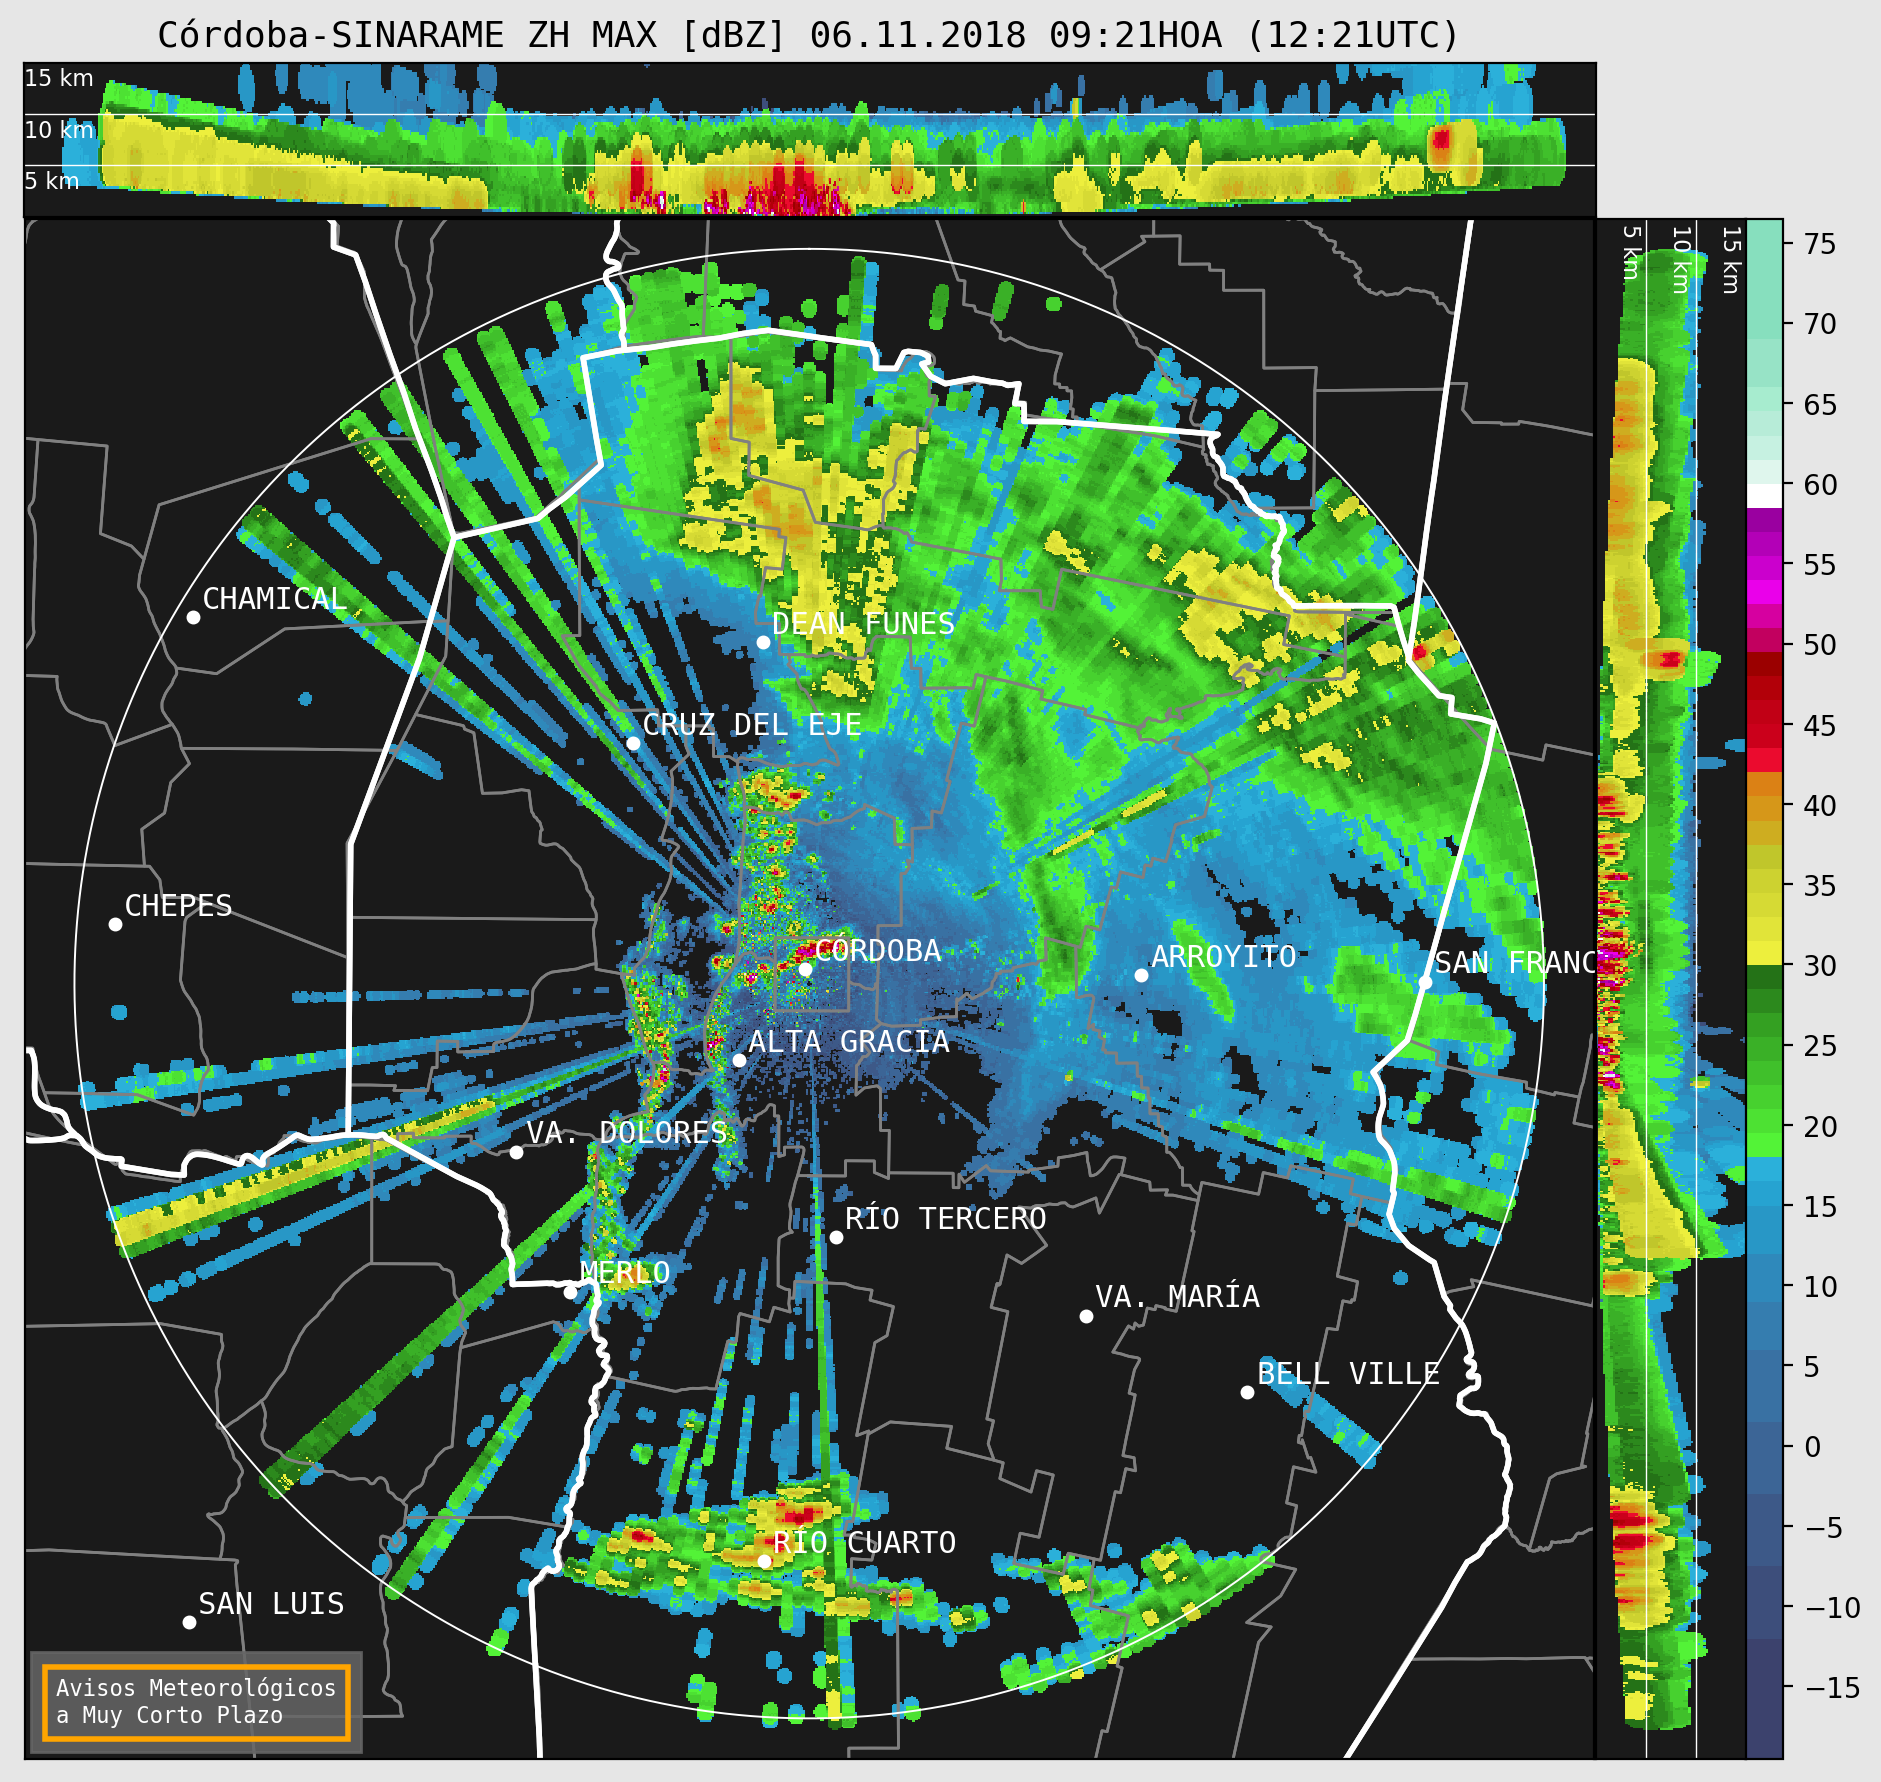 Córdoba-SINARAME ZH MAX [dBZ] 06.11.2018 09:21HOA (12:21UTC)
15 km
10 km
5 km
5 km
10 km
15 km
75
70
65
60
55
50
45
40
35
30
25
20
15
10
5
0
−5
−10
−15
CHAMICAL
DEAN FUNES
CRUZ DEL EJE
CHEPES
CÓRDOBA
ARROYITO
SAN FRANC
ALTA GRACIA
VA. DOLORES
RÍO TERCERO
MERLO
VA. MARÍA
BELL VILLE
RÍO CUARTO
SAN LUIS
Avisos Meteorológicos
a Muy Corto Plazo